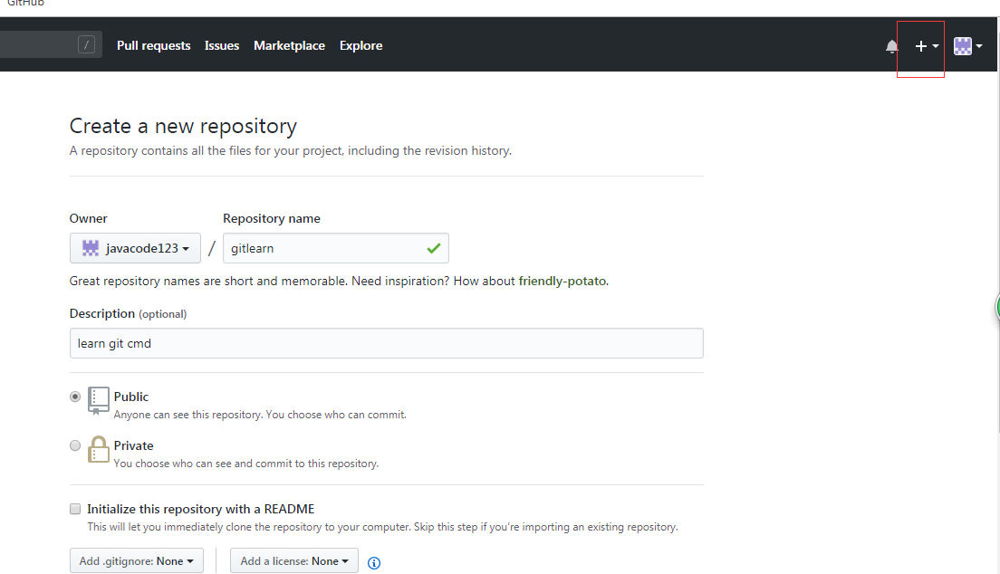 GitHub
/ Pull requests Issues Marketplace Explore
Create a new repository
A repository contains all the files for your project, including the revision history.
Owner Repository name
javacode123 / gitlearn
Great repository names are short and memorable. Need inspiration? How about friendly-potato.
Description (optional)
learn git cmd
Public
Anyone can see this repository. You choose who can commit.
Private
You choose who can see and commit to this repository.
Initialize this repository with a README
This will let you immediately clone the repository to your computer. Skip this step if you're importing an existing repository.
Add .gitignore: None Add a license: None